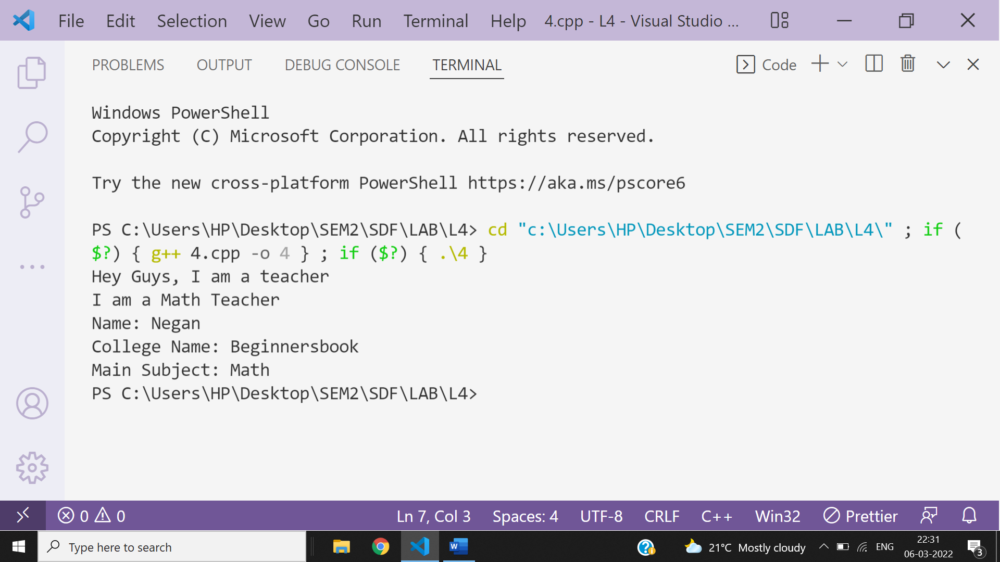 File Edit Selection View Go Run Terminal Help 4.cpp - L4 - Visual Studio ...
PROBLEMS OUTPUT DEBUG CONSOLE TERMINAL Code
Windows PowerShell
Copyright (C) Microsoft Corporation. All rights reserved.
Try the new cross-platform PowerShell https://aka.ms/pscore6
PS C:\Users\HP\Desktop\SEM2\SDF\LAB\L4> cd "c:\Users\HP\Desktop\SEM2\SDF\LAB\L4\" ; if (
$?) { g++ 4.cpp -o 4 } ; if ($?) { .\4 }
Hey Guys, I am a teacher
I am a Math Teacher
Name: Negan
College Name: Beginnersbook
Main Subject: Math
PS C:\Users\HP\Desktop\SEM2\SDF\LAB\L4>
0 0 Ln 7, Col 3 Spaces: 4 UTF-8 CRLF C++ Win32 Prettier
Type here to search 21°C Mostly cloudy ENG 22:31
06-03-2022 3